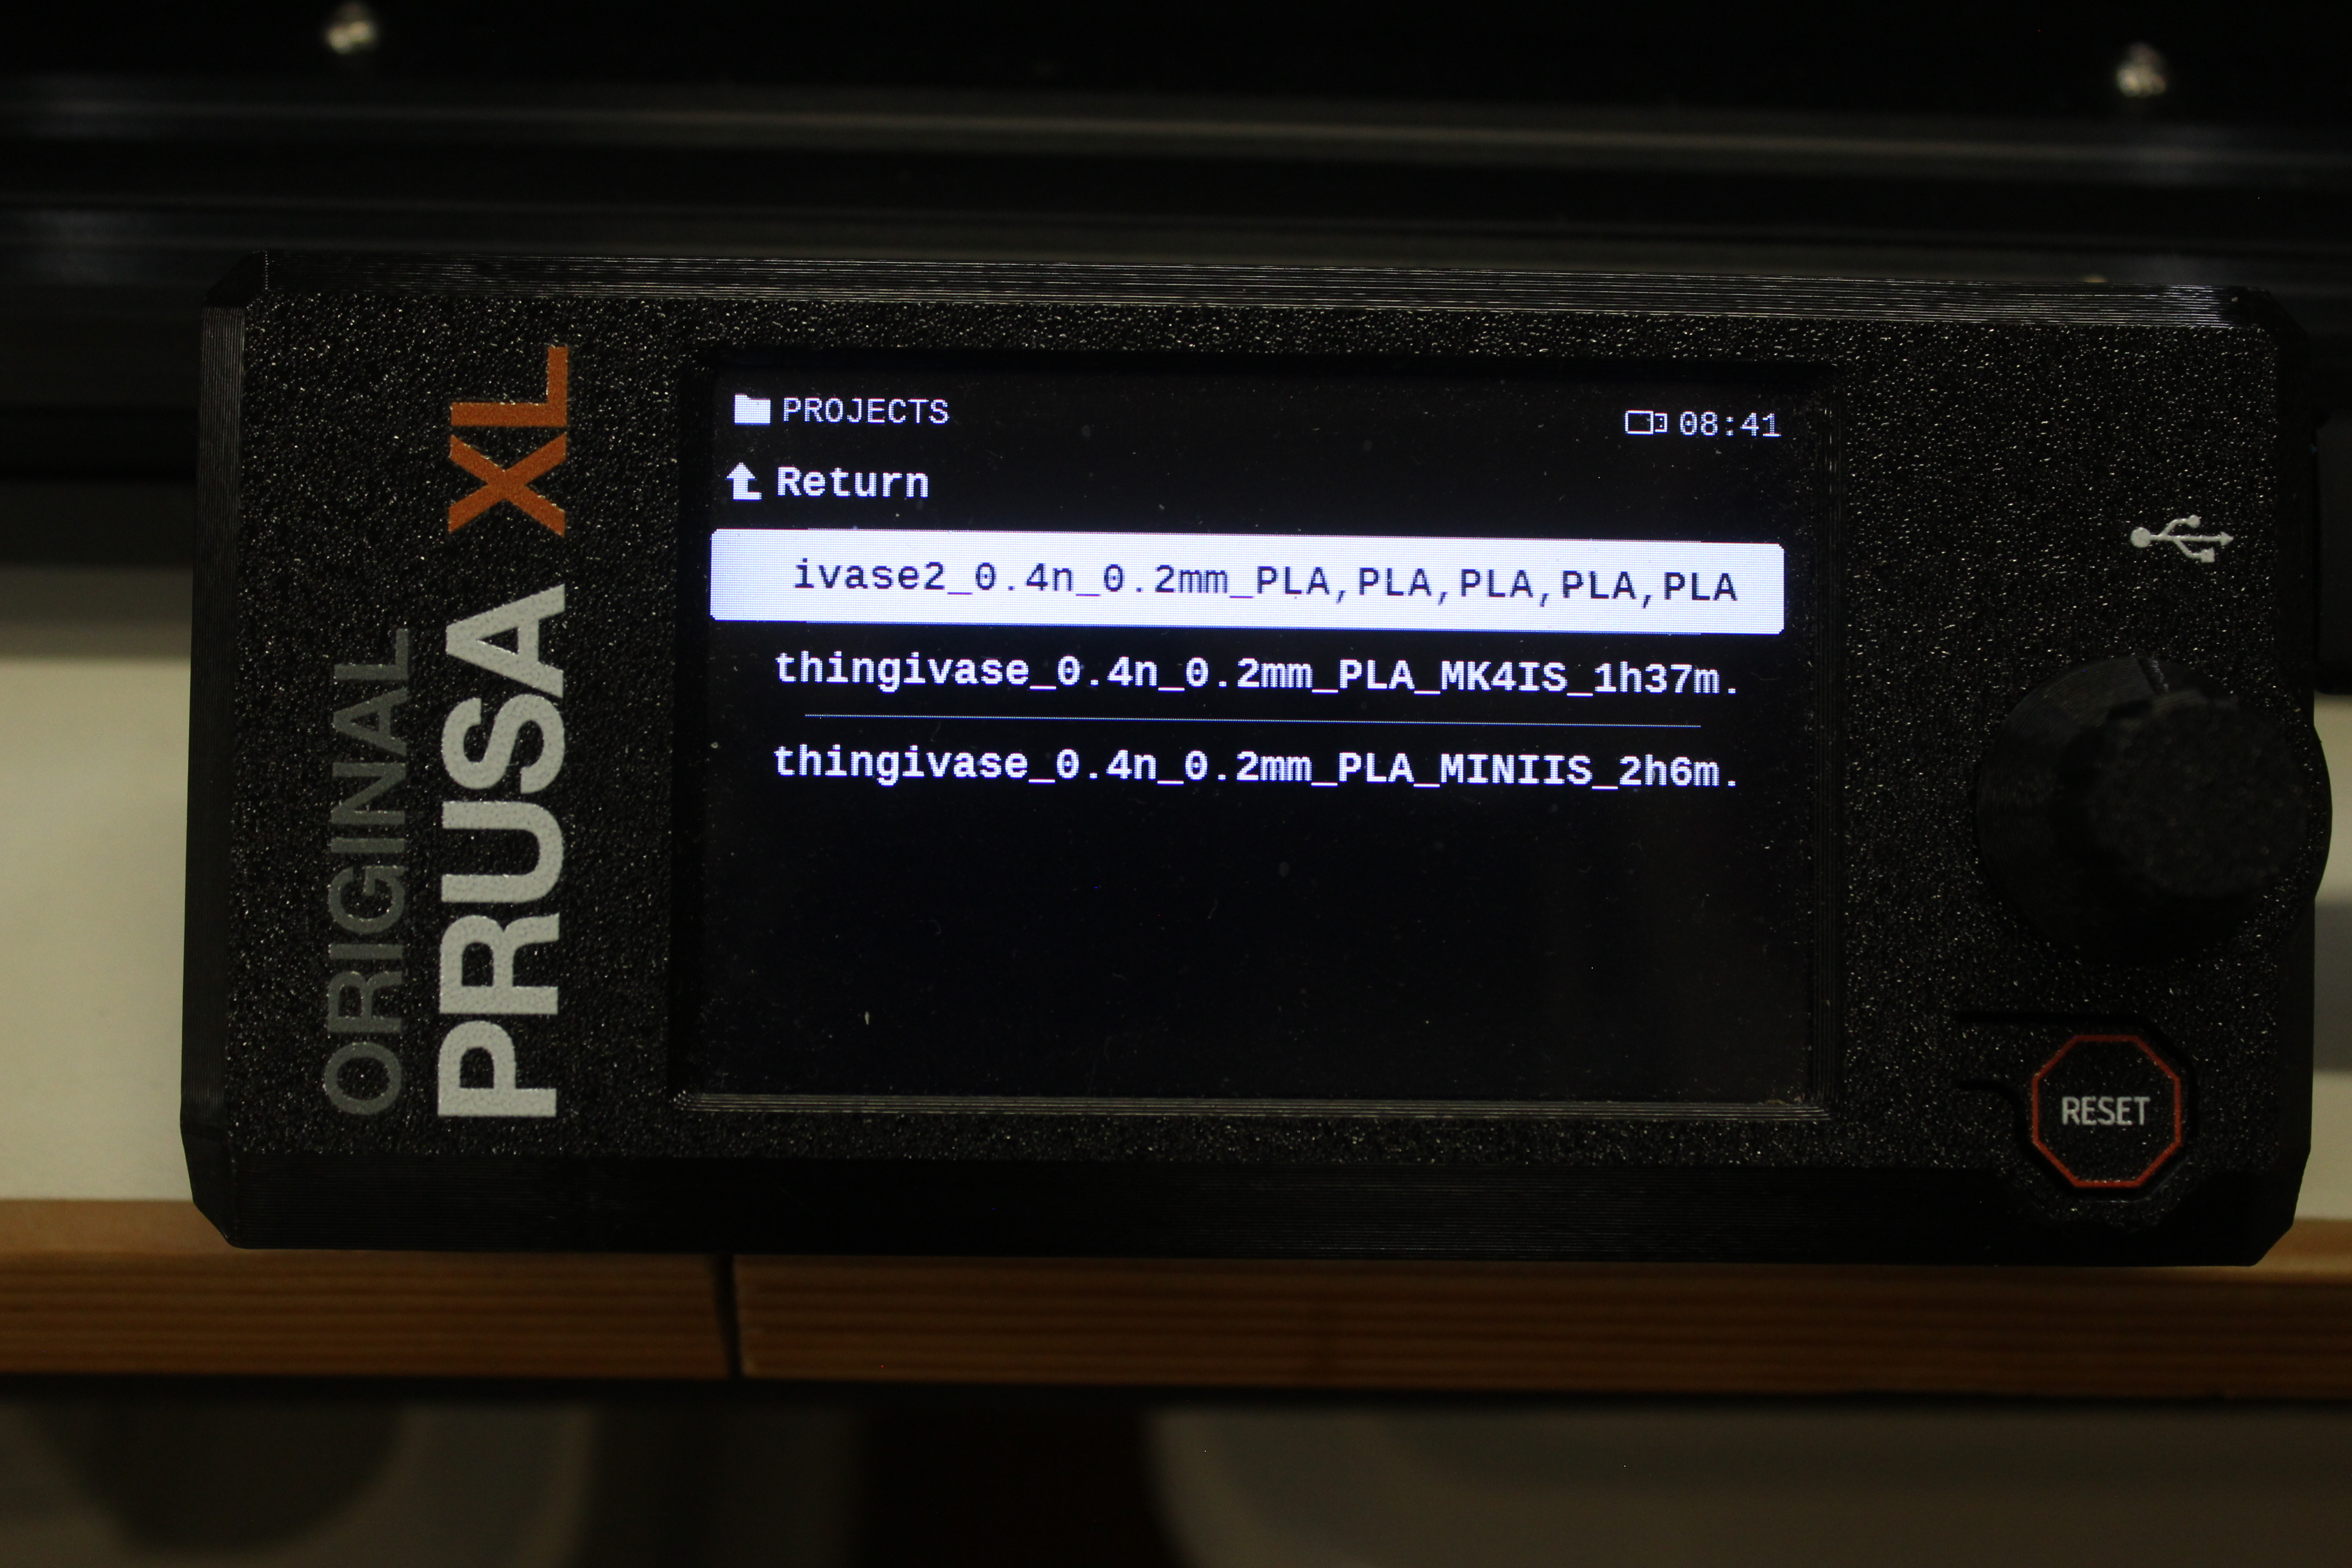 ORIGINAL
PRUSA XL
PROJECTS
08:41
Return
ivase2_0.4n_0.2mm_PLA,PLA,PLA,PLA,PLA
thingivase_0.4n_0.2mm_PLA_MK4IS_1h37m.
thingivase_0.4n_0.2mm_PLA_MINIIS_2h6m.
RESET